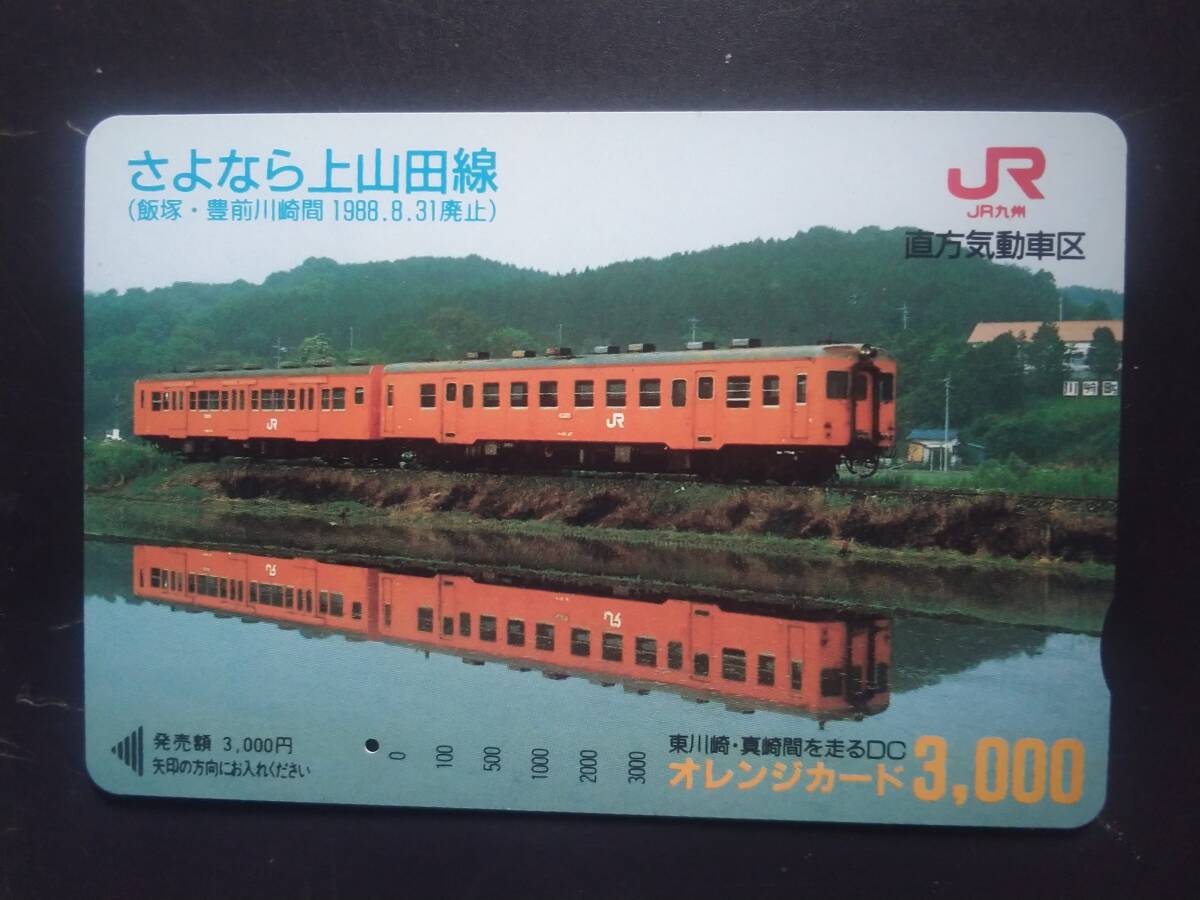 さよなら上山田線
(飯塚・豊前川崎間 1988.8.31廃止)
JR
JR九州
直方気動車区
JR
JR
発売額 3,000円
矢印の方向にお入れください
0 100 500 1000 2000 3000
東川崎・真崎間を走るDC
オレンジカード3,000